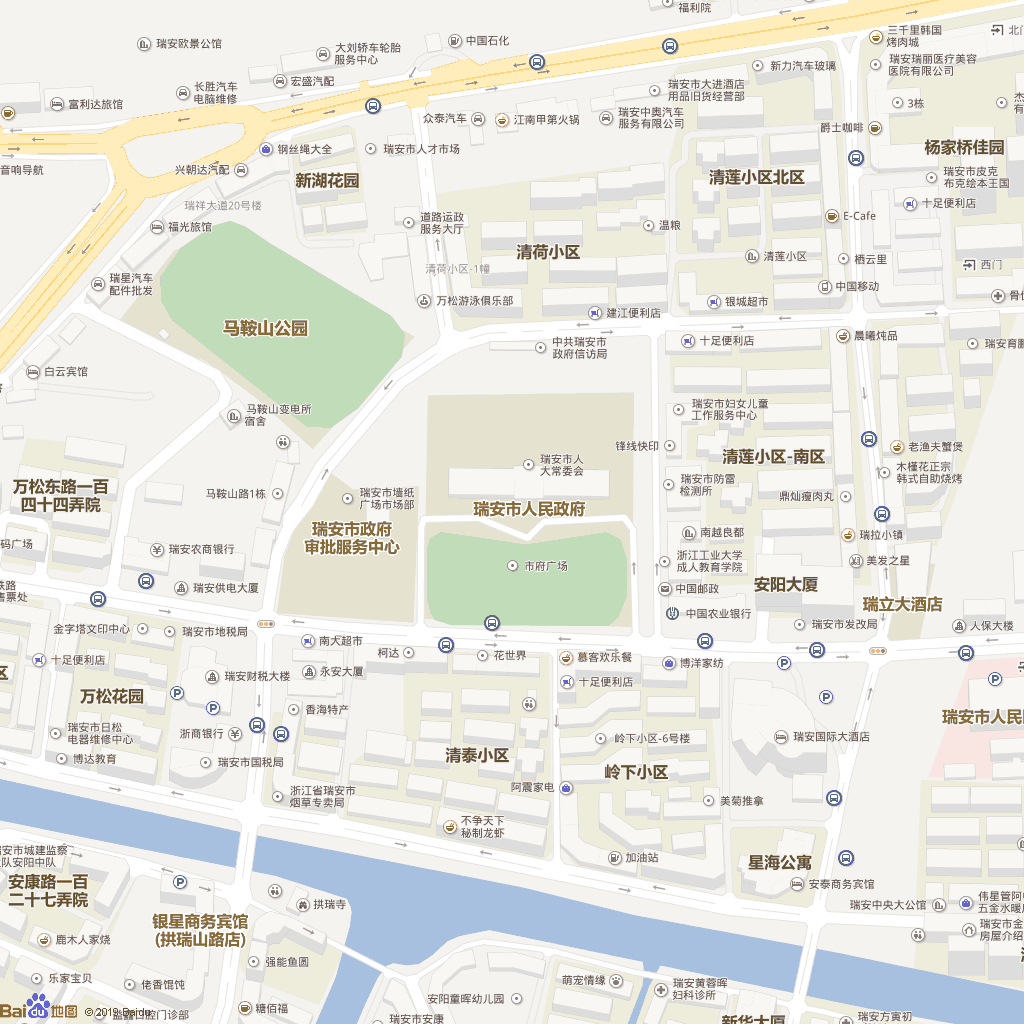 福利院
瑞安欧景公馆
大刘轿车轮胎
服务中心
中国石化
三千里韩国
烤肉城
北门
宏盛汽配
新力汽车玻璃
瑞安瑞丽医疗美容
医院有限公司
长胜汽配
电脑维修
富利达旅馆
瑞安市大进酒店
用品旧货经营部
3栋
众泰汽车
江南甲第火锅
瑞安中奥汽车
服务有限公司
爵士咖啡
钢丝绳大全
瑞安市人才市场
杨家桥佳园
音响导航
兴朝达汽配
新湖花园
清莲小区北区
瑞安市皮克
布克绘本王国
瑞祥大道20号楼
十足便利店
福光旅馆
道路运政
服务大厅
温粮
E-Cafe
清荷小区
清莲小区
栖云里
西门
清荷小区-1幢
瑞星汽车
配件批发
中国移动
万松游泳俱乐部
银城超市
建江便利店
马鞍山公园
晨曦炖品
中共瑞安市
政府信访局
十足便利店
白云宾馆
马鞍山变电所
宿舍
瑞安市妇女儿童
工作服务中心
锋线快印
老渔夫蟹煲
清莲小区-南区
瑞安市人
大常委会
木槿花正宗
韩式自助烧烤
万松东路一百
四十四弄院
马鞍山路1栋
瑞安市墙纸
广场市场部
瑞安市防雷
检测所
鼎灿瘦肉丸
瑞安市人民政府
瑞安市政府
审批服务中心
南越良都
瑞拉小镇
码广场
瑞安农商银行
浙江工业大学
成人教育学院
美发之星
市府广场
瑞安供电大厦
中国邮政
安阳大厦
售票处
瑞立大酒店
中国农业银行
金字塔文印中心
瑞安市地税局
瑞安市发改局
人保大楼
南大超市
柯达
花世界
慕客欢乐餐
博洋家纺
十足便利店
瑞安财税大楼
永安大厦
十足便利店
万松花园
香海特产
瑞安市人民
瑞安市日松
电器维修中心
浙商银行
岭下小区-6号楼
瑞安国际大酒店
博达教育
瑞安市国税局
清泰小区
岭下小区
阿震家电
浙江省瑞安市
烟草专卖局
美菊推拿
不争天下
秘制龙虾
瑞安市城建监察
队安阳中队
加油站
星海公寓
安康路一百
二十七弄院
安泰商务宾馆
拱瑞寺
瑞安中央大公馆
伟星管阿
五金水暖
银星商务宾馆
(拱瑞山路店)
鹿木人家烧
瑞安市金
房屋介绍
强能鱼圆
乐家宝贝
佬香馄饨
萌宠情缘
瑞安黄蓉晖
妇科诊所
安阳童晖幼儿园
糖佰福
Baidu地图
© 2019 Baidu
瑞安市安康
新华大厦
瑞安方寅初